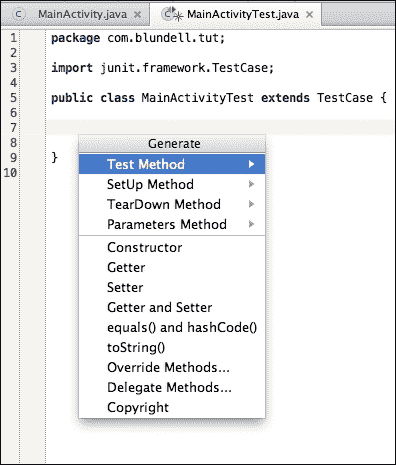 MainActivity.java × MainActivityTest.java ×
1 package com.blundell.tut;
2
3 import junit.framework.TestCase;
4
5 public class MainActivityTest extends TestCase {
6
7
Generate
8 Test Method
SetUp Method
9 }
10 TearDown Method
Parameters Method
Constructor
Getter
Setter
Getter and Setter
equals() and hashCode()
toString()
Override Methods...
Delegate Methods...
Copyright